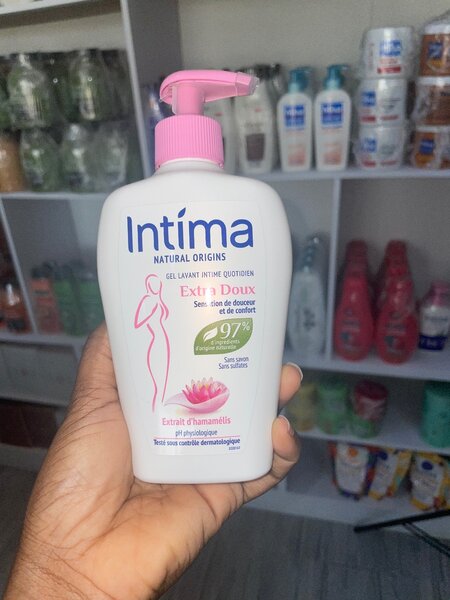 Intima
NATURAL ORIGINS
GEL LAVANT INTIME QUOTIDIEN
Extra Doux
Sensation de douceur
et de confort
97%
d'ingrédients
d'origine naturelle
Sans savon
Sans sulfates
Extrait d'hamamélis
pH physiologique
Testé sous contrôle dermatologique